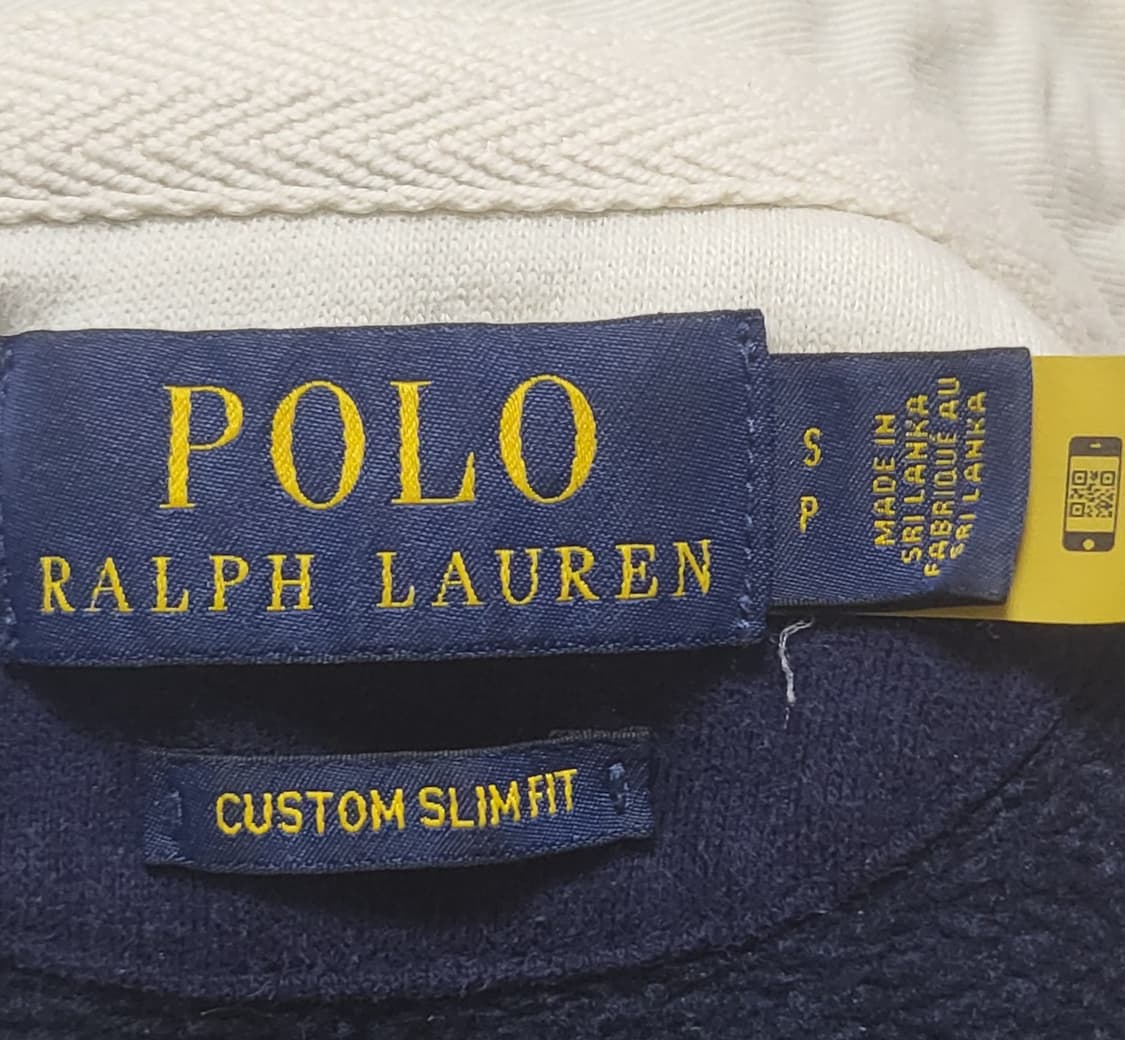 POLO
RALPH LAUREN
S
P
MADE IN
SRI LANKA
FABRIQUÉ AU
SRI LANKA
CUSTOM SLIM FIT